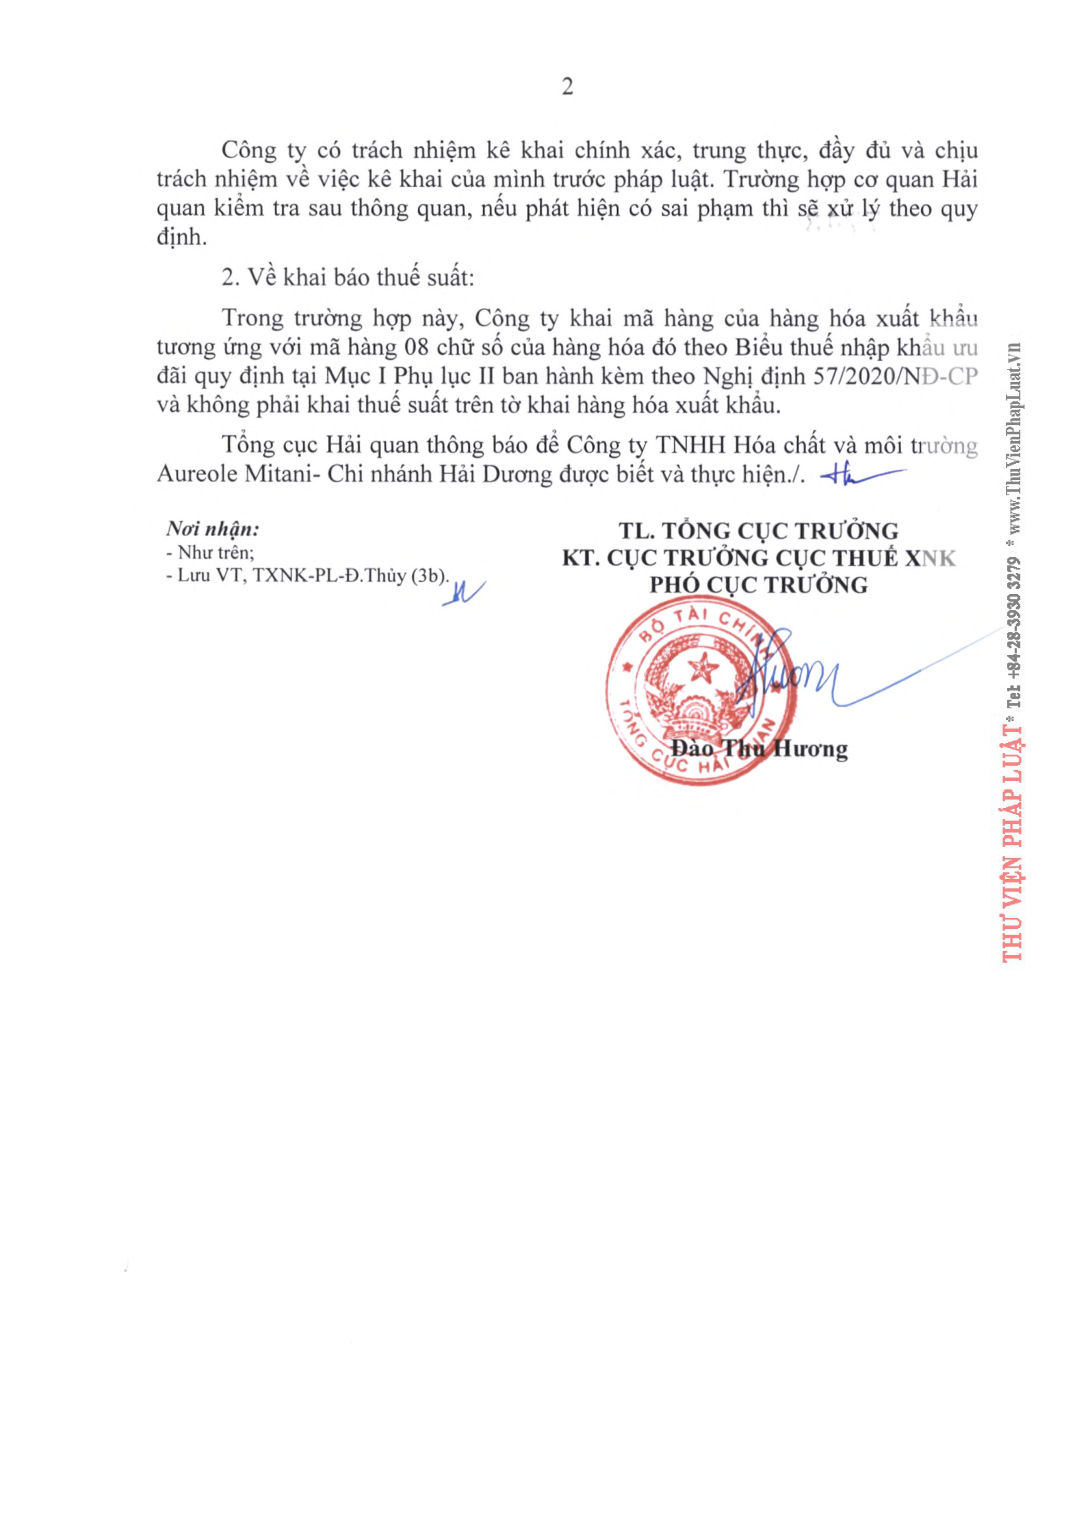 2
Công ty có trách nhiệm kê khai chính xác, trung thực, đầy đủ và chịu
trách nhiệm về việc kê khai của mình trước pháp luật. Trường hợp cơ quan Hải
quan kiểm tra sau thông quan, nếu phát hiện có sai phạm thì sẽ xử lý theo quy
định.
2. Về khai báo thuế suất:
Trong trường hợp này, Công ty khai mã hàng của hàng hóa xuất khẩu
tương ứng với mã hàng 08 chữ số của hàng hóa đó theo Biểu thuế nhập khẩu ưu
đãi quy định tại Mục I Phụ lục II ban hành kèm theo Nghị định 57/2020/NĐ-CP
và không phải khai thuế suất trên tờ khai hàng hóa xuất khẩu.
Tổng cục Hải quan thông báo để Công ty TNHH Hóa chất và môi trường
Aureole Mitani- Chi nhánh Hải Dương được biết và thực hiện./.
Nơi nhận:
- Như trên;
- Lưu VT, TXNK-PL-Đ.Thủy (3b).
TL. TỔNG CỤC TRƯỞNG
KT. CỤC TRƯỞNG CỤC THUẾ XNK
PHÓ CỤC TRƯỞNG
BỘ TÀI CHÍNH
TỔNG CỤC HẢI QUAN
Đào Thu Hương
THƯ VIỆN PHÁP LUẬT * Tel: +84-28-3930 3279 * www.ThuVienPhapLuat.vn